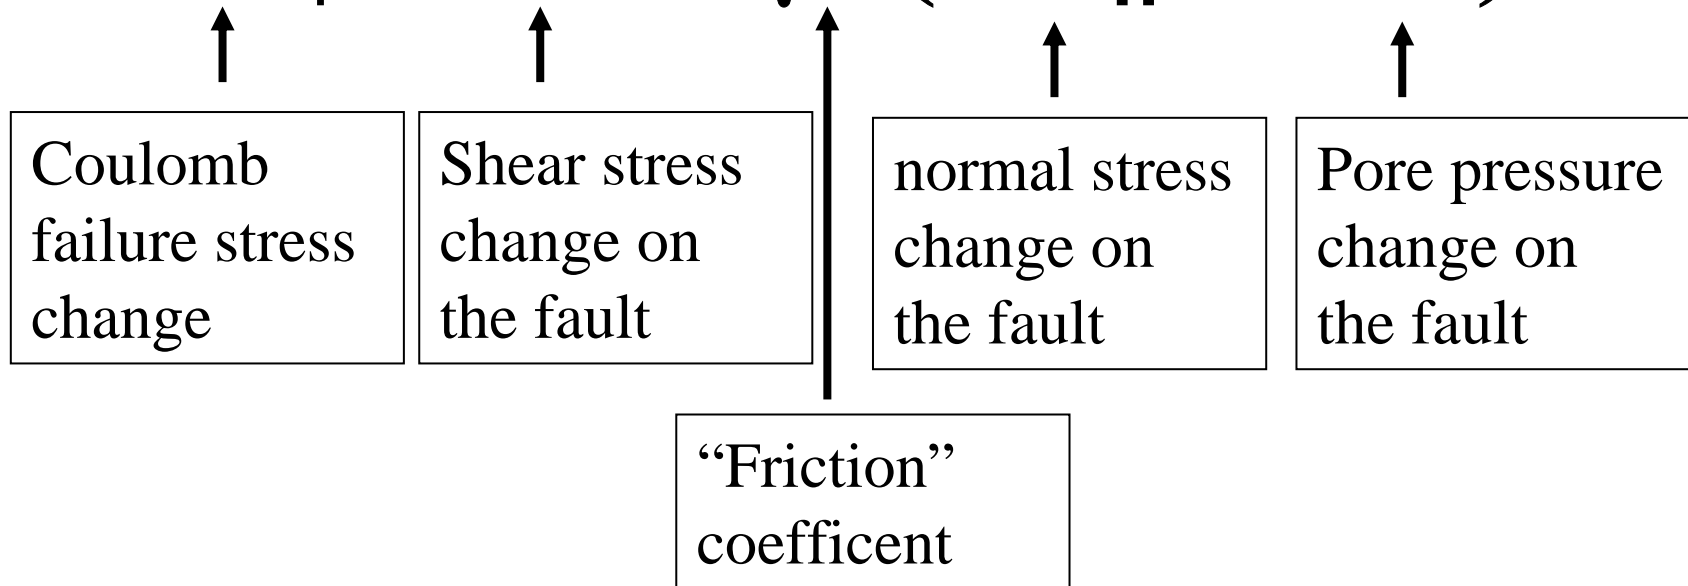 Coulomb
failure stress
change
Shear stress
change on
the fault
normal stress
change on
the fault
Pore pressure
change on
the fault
“Friction”
coefficent